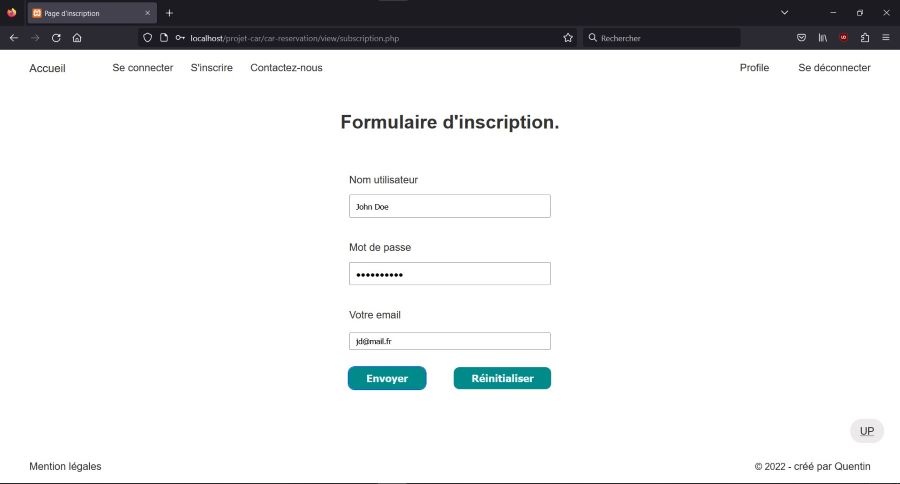 Page d'inscription
localhost/projet-car/car-reservation/view/subscription.php
Rechercher
Accueil Se connecter S'inscrire Contactez-nous Profile Se déconnecter
Formulaire d'inscription.
Nom utilisateur
John Doe
Mot de passe
••••••••••
Votre email
jd@mail.fr
Envoyer Réinitialiser
UP
Mention légales © 2022 - créé par Quentin